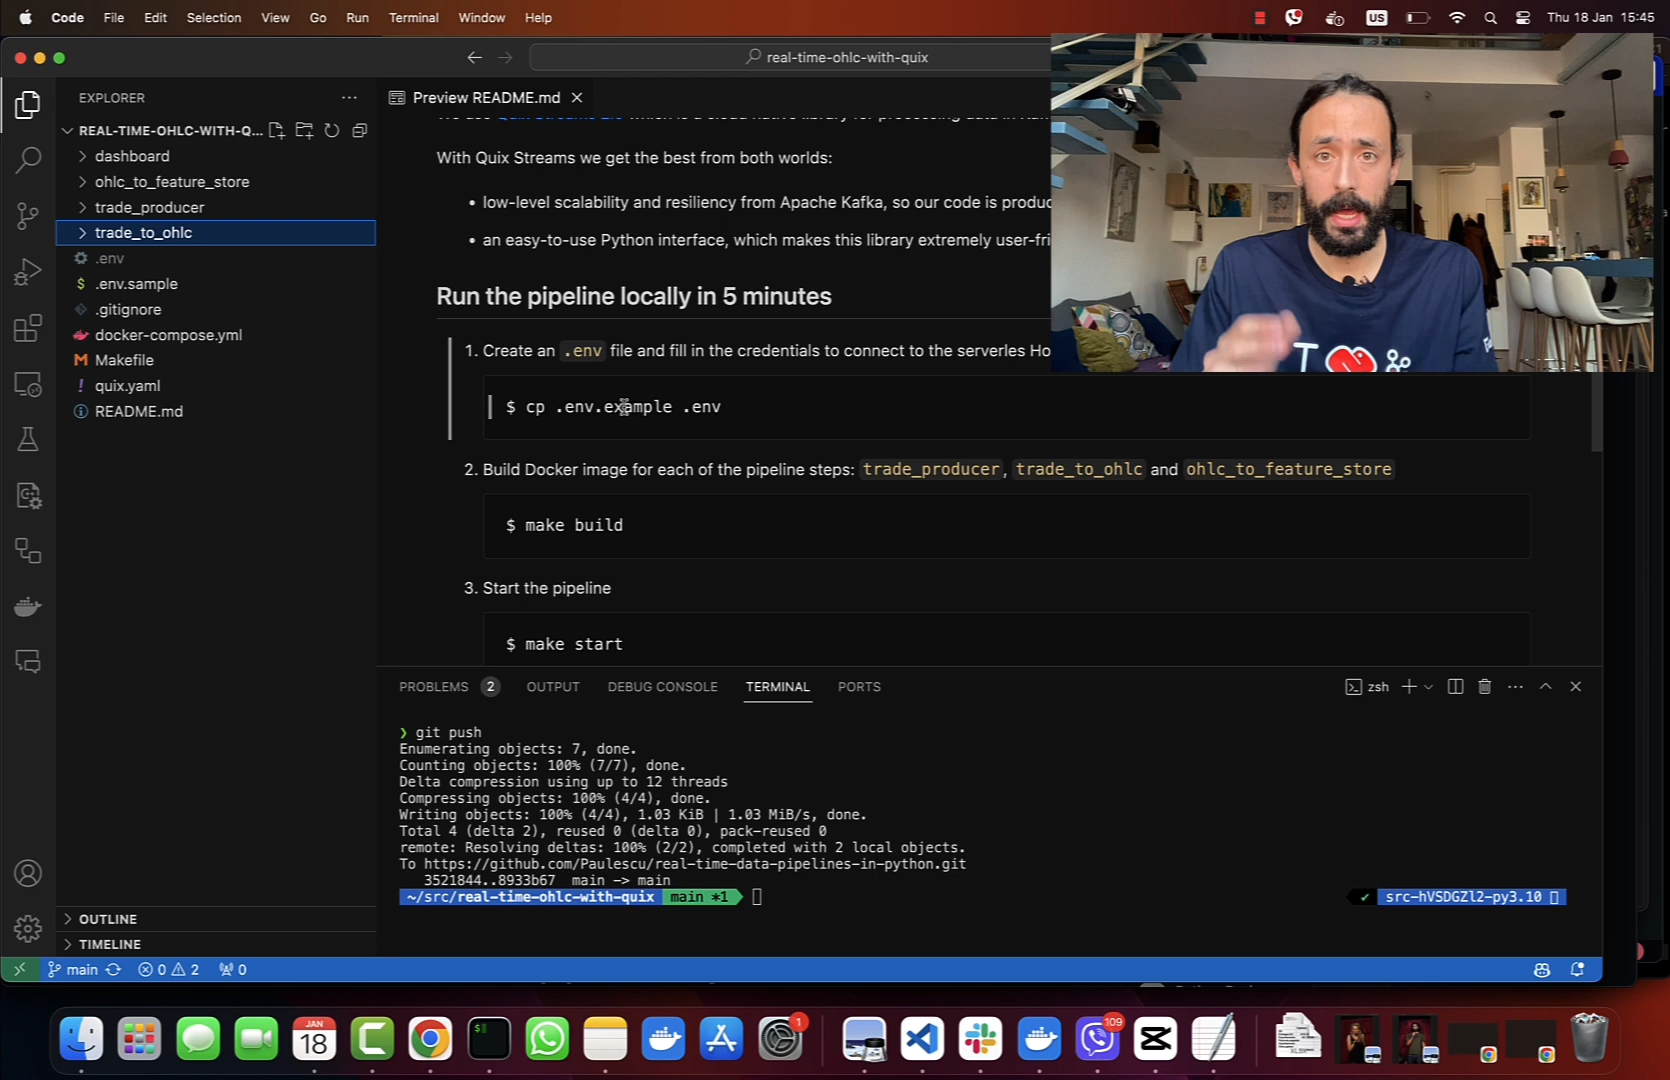 Code File Edit Selection View Go Run Terminal Window Help US Thu 18 Jan 15:45
real-time-ohlc-with-quix
EXPLORER
Preview README.md
REAL-TIME-OHLC-WITH-Q...
dashboard
ohlc_to_feature_store
trade_producer
trade_to_ohlc
.env
$ .env.sample
.gitignore
docker-compose.yml
M Makefile
! quix.yaml
README.md
OUTLINE
TIMELINE
With Quix Streams we get the best from both worlds:
• low-level scalability and resiliency from Apache Kafka, so our code is produc
• an easy-to-use Python interface, which makes this library extremely user-fri
Run the pipeline locally in 5 minutes
1. Create an .env file and fill in the credentials to connect to the serverles Ho
$ cp .env.example .env
2. Build Docker image for each of the pipeline steps: trade_producer, trade_to_ohlc and ohlc_to_feature_store
$ make build
3. Start the pipeline
$ make start
PROBLEMS 2 OUTPUT DEBUG CONSOLE TERMINAL PORTS zsh
❯ git push
Enumerating objects: 7, done.
Counting objects: 100% (7/7), done.
Delta compression using up to 12 threads
Compressing objects: 100% (4/4), done.
Writing objects: 100% (4/4), 1.03 KiB | 1.03 MiB/s, done.
Total 4 (delta 2), reused 0 (delta 0), pack-reused 0
remote: Resolving deltas: 100% (2/2), completed with 2 local objects.
To https://github.com/Paulescu/real-time-data-pipelines-in-python.git
3521844..8933b67 main -> main
~/src/real-time-ohlc-with-quix main *1 ✔ src-hVSDGZl2-py3.10
main 0 2 0
JAN
18
1
109
I